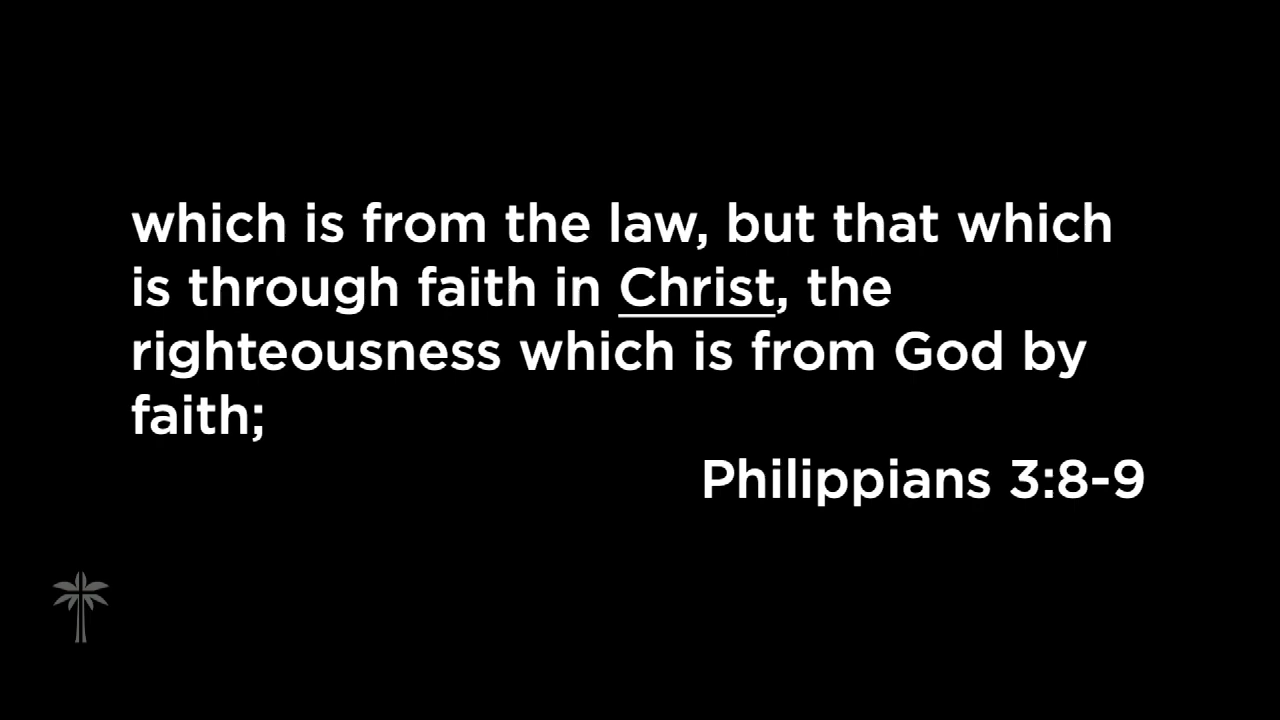 which is from the law, but that which
is through faith in Christ, the
righteousness which is from God by
faith;
Philippians 3:8-9